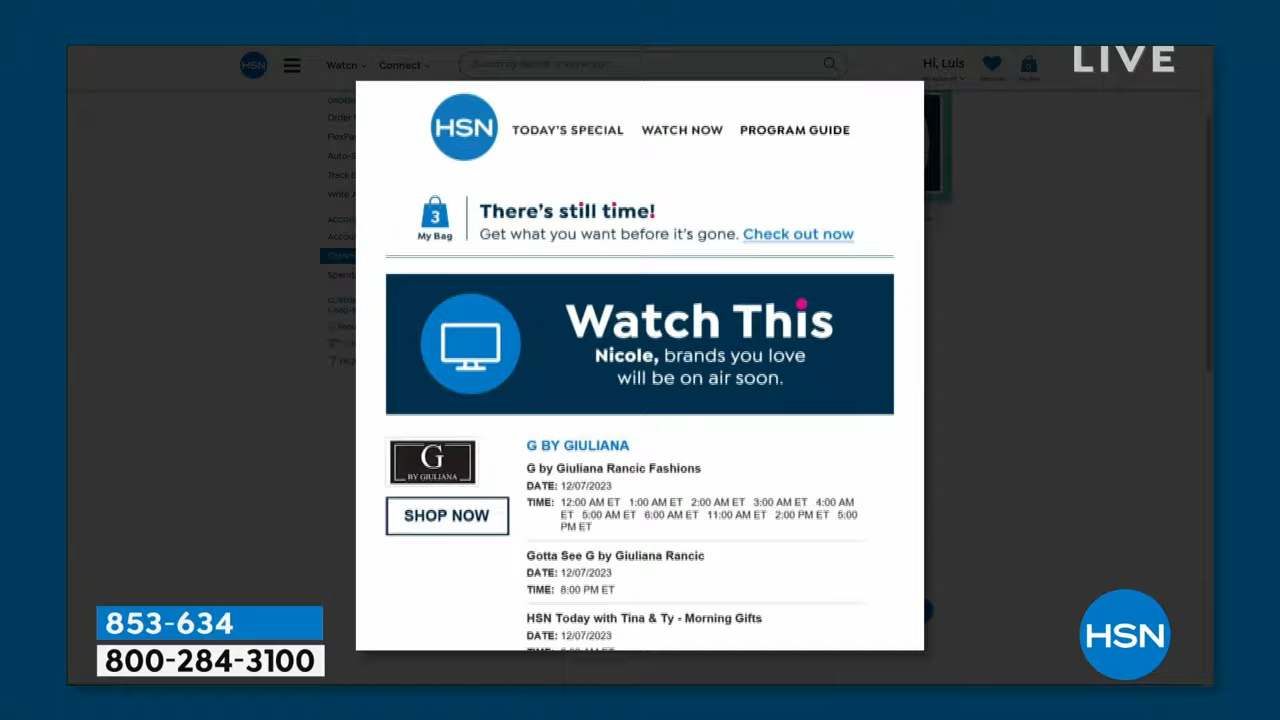 LIVE
HSN
Watch
Connect
Hi, Luis
HSN
TODAY'S SPECIAL
WATCH NOW
PROGRAM GUIDE
3
My Bag
There's still time!
Get what you want before it's gone. Check out now
Watch This
Nicole, brands you love
will be on air soon.
G
BY GIULIANA
SHOP NOW
G BY GIULIANA
G by Giuliana Rancic Fashions
DATE: 12/07/2023
TIME: 12:00 AM ET 1:00 AM ET 2:00 AM ET 3:00 AM ET 4:00 AM
ET 5:00 AM ET 6:00 AM ET 11:00 AM ET 2:00 PM ET 5:00
PM ET
Gotta See G by Giuliana Rancic
DATE: 12/07/2023
TIME: 8:00 PM ET
HSN Today with Tina & Ty - Morning Gifts
DATE: 12/07/2023
853-634
800-284-3100
HSN